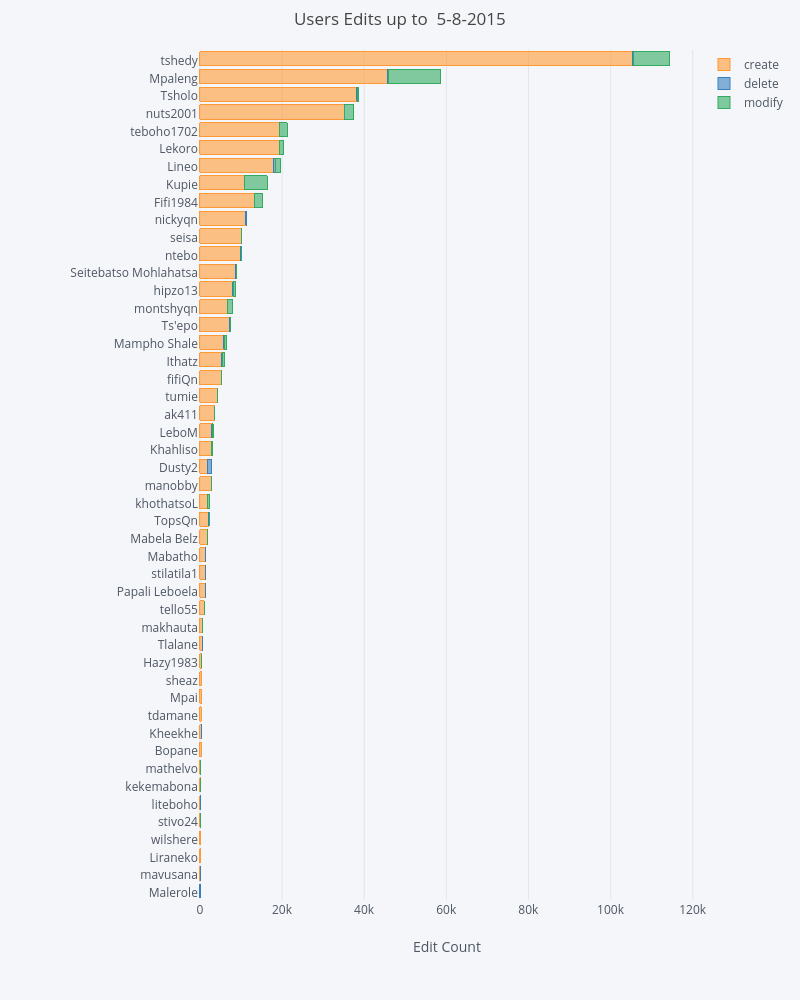 Users Edits up to  5-8-2015
create
delete
modify
tshedy
Mpaleng
Tsholo
nuts2001
teboho1702
Lekoro
Lineo
Kupie
Fifi1984
nickyqn
seisa
ntebo
Seitebatso Mohlahatsa
hipzo13
montshyqn
Ts'epo
Mampho Shale
Ithatz
fifiQn
tumie
ak411
LeboM
Khahliso
Dusty2
manobby
khothatsoL
TopsQn
Mabela Belz
Mabatho
stilatila1
Papali Leboela
tello55
makhauta
Tlalane
Hazy1983
sheaz
Mpai
tdamane
Kheekhe
Bopane
mathelvo
kekemabona
liteboho
stivo24
wilshere
Liraneko
mavusana
Malerole
0 20k 40k 60k 80k 100k 120k
Edit Count